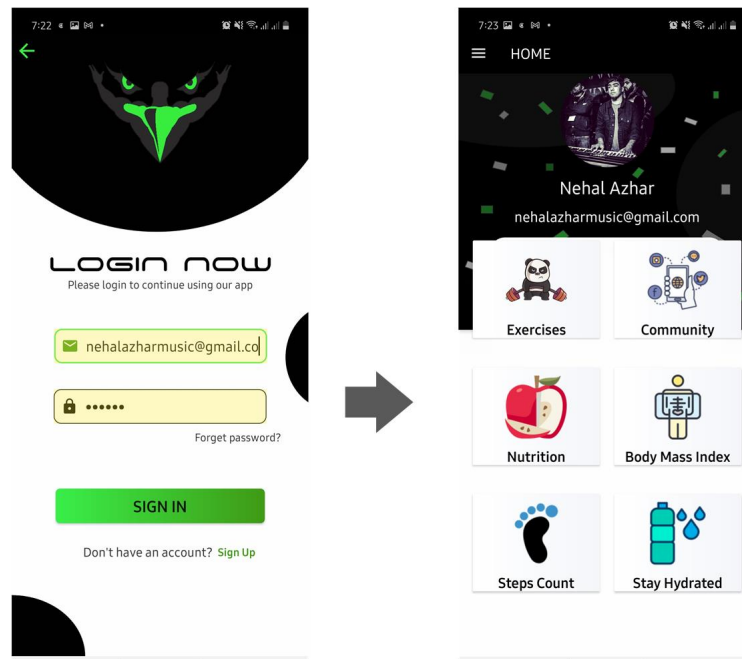 7:22
LOGIN NOW
Please login to continue using our app
nehalazharmusic@gmail.co
••••••
Forget password?
SIGN IN
Don't have an account? Sign Up
7:23
HOME
Nehal Azhar
nehalazharmusic@gmail.com
Exercises
Community
Nutrition
Body Mass Index
Steps Count
Stay Hydrated